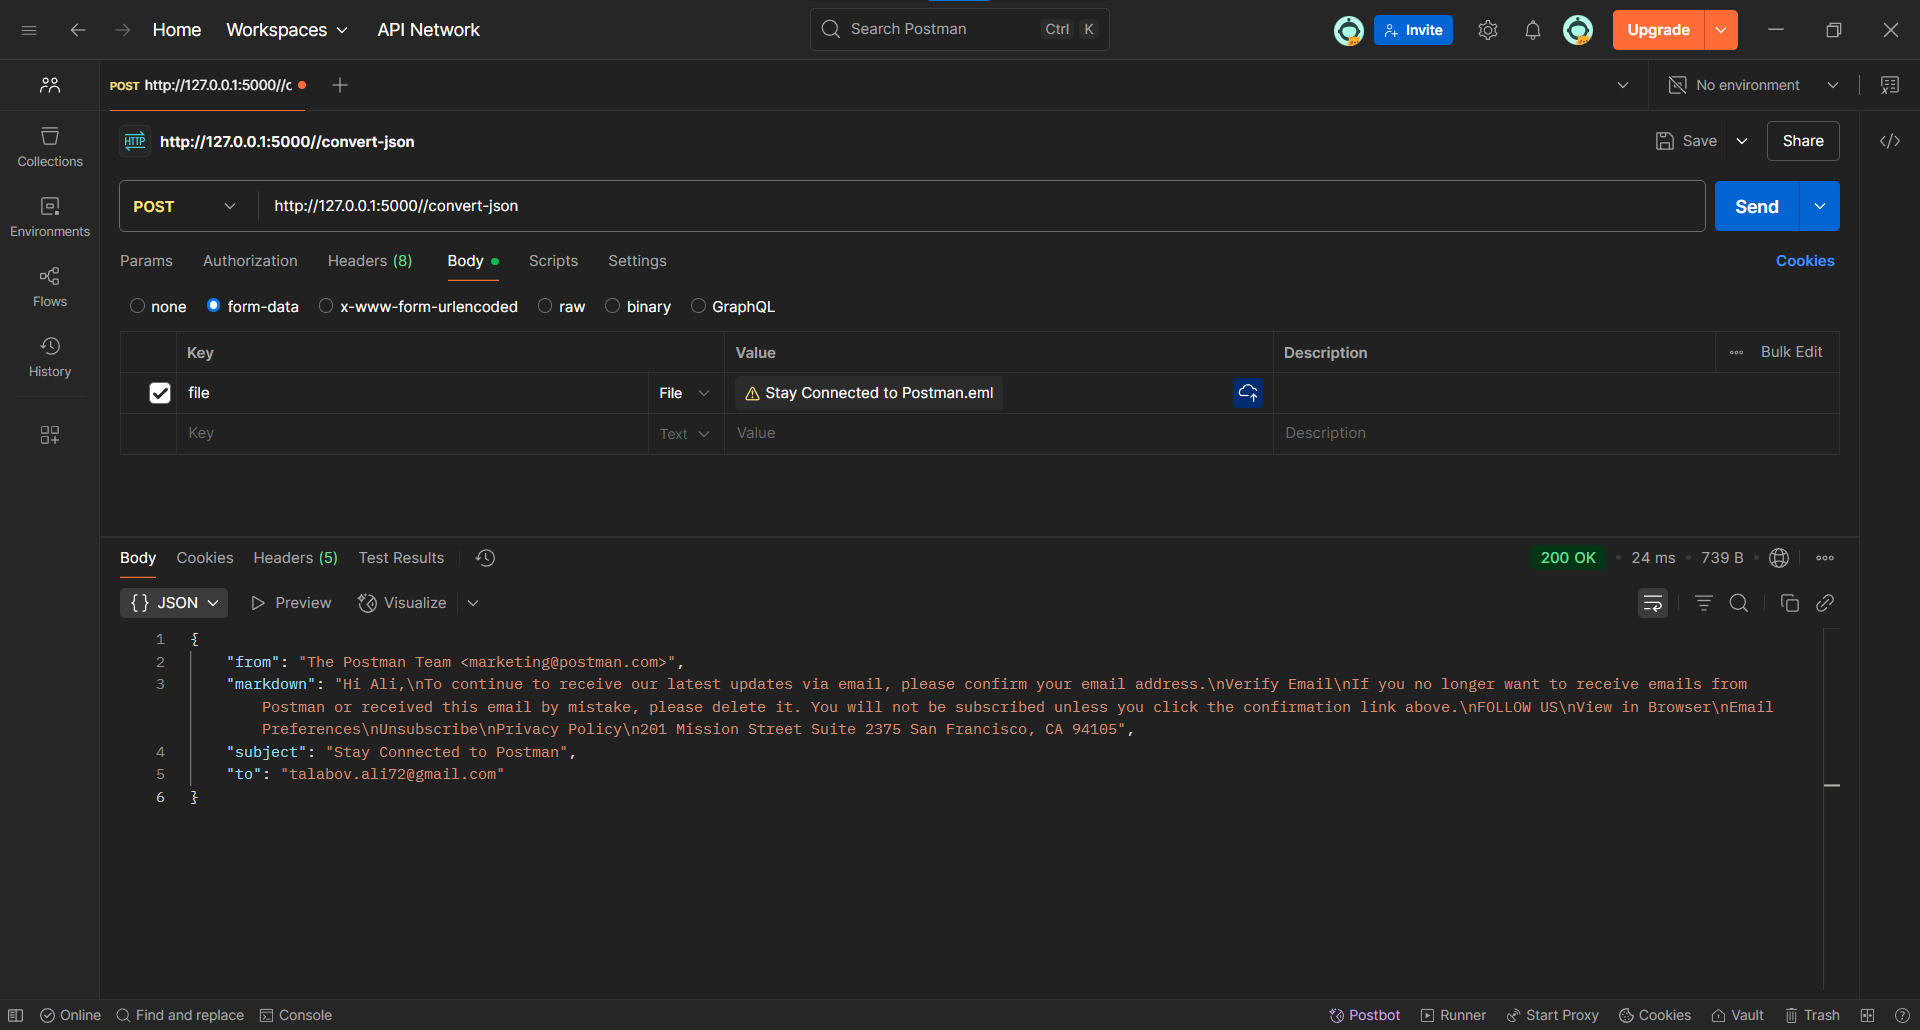 Home Workspaces API Network Search Postman Ctrl K Invite Upgrade
POST http://127.0.0.1:5000//c No environment
HTTP http://127.0.0.1:5000//convert-json Save Share
Collections
Environments
Flows
History
POST http://127.0.0.1:5000//convert-json Send
Params Authorization Headers (8) Body Scripts Settings Cookies
none form-data x-www-form-urlencoded raw binary GraphQL
Key Value Description Bulk Edit
file File Stay Connected to Postman.eml
Key Text Value Description
Body Cookies Headers (5) Test Results 200 OK 24 ms 739 B
{} JSON Preview Visualize
1 {
2 "from": "The Postman Team <marketing@postman.com>",
3 "markdown": "Hi Ali,\nTo continue to receive our latest updates via email, please confirm your email address.\nVerify Email\nIf you no longer want to receive emails from
Postman or received this email by mistake, please delete it. You will not be subscribed unless you click the confirmation link above.\nFOLLOW US\nView in Browser\nEmail
Preferences\nUnsubscribe\nPrivacy Policy\n201 Mission Street Suite 2375 San Francisco, CA 94105",
4 "subject": "Stay Connected to Postman",
5 "to": "talabov.ali72@gmail.com"
6 }
Online Find and replace Console Postbot Runner Start Proxy Cookies Vault Trash